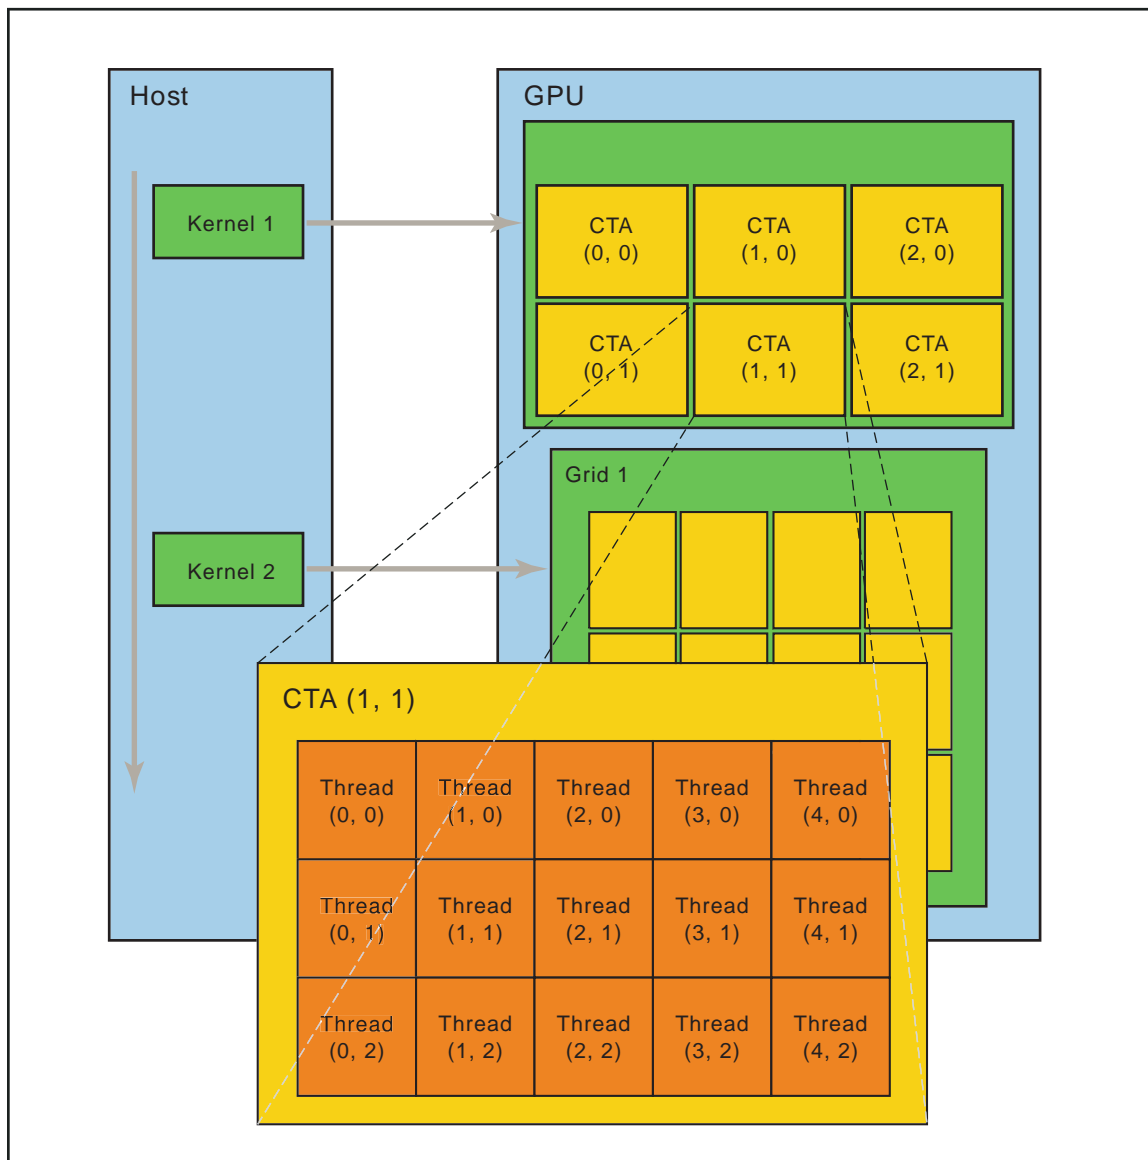 Host
GPU
Kernel 1
CTA
(0, 0)
CTA
(1, 0)
CTA
(2, 0)
CTA
(0, 1)
CTA
(1, 1)
CTA
(2, 1)
Grid 1
Kernel 2
CTA (1, 1)
Thread
(0, 0)
Thread
(1, 0)
Thread
(2, 0)
Thread
(3, 0)
Thread
(4, 0)
Thread
(0, 1)
Thread
(1, 1)
Thread
(2, 1)
Thread
(3, 1)
Thread
(4, 1)
Thread
(0, 2)
Thread
(1, 2)
Thread
(2, 2)
Thread
(3, 2)
Thread
(4, 2)